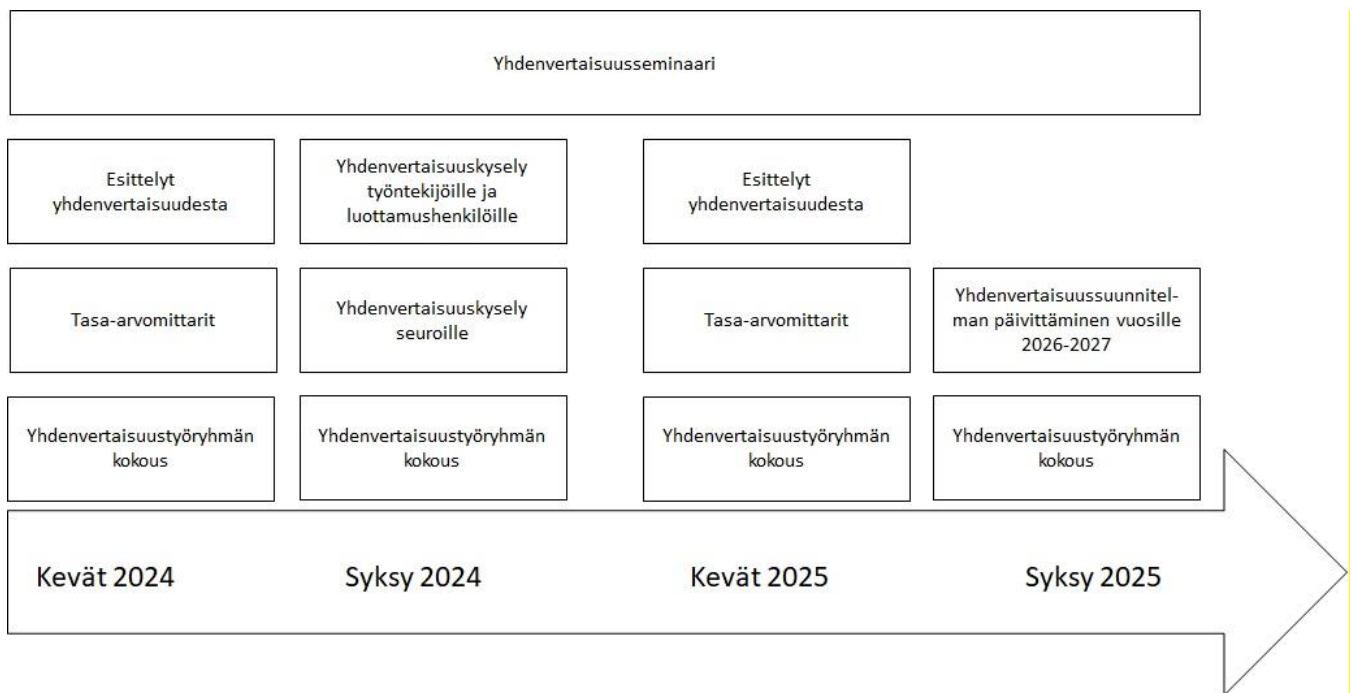 Yhdenvertaisuusseminaari
Esittelyt
yhdenvertaisuudesta
Yhdenvertaisuuskysely
työntekijöille ja
luottamushenkilöille
Esittelyt
yhdenvertaisuudesta
Tasa-arvomittarit
Yhdenvertaisuuskysely
seuroille
Tasa-arvomittarit
Yhdenvertaisuussuunnitel-
man päivittäminen vuosille
2026-2027
Yhdenvertaisuustyöryhmän
kokous
Yhdenvertaisuustyöryhmän
kokous
Yhdenvertaisuustyöryhmän
kokous
Yhdenvertaisuustyöryhmän
kokous
Kevät 2024
Syksy 2024
Kevät 2025
Syksy 2025